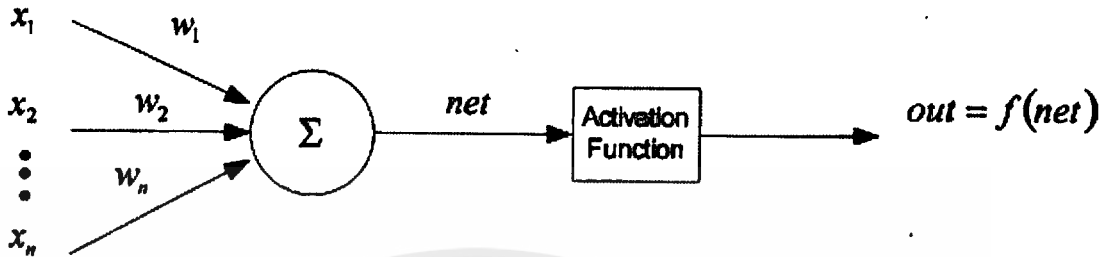 x₁
w₁
x₂
w₂
Σ
net
Activation
Function
out = f(net)
wₙ
xₙ